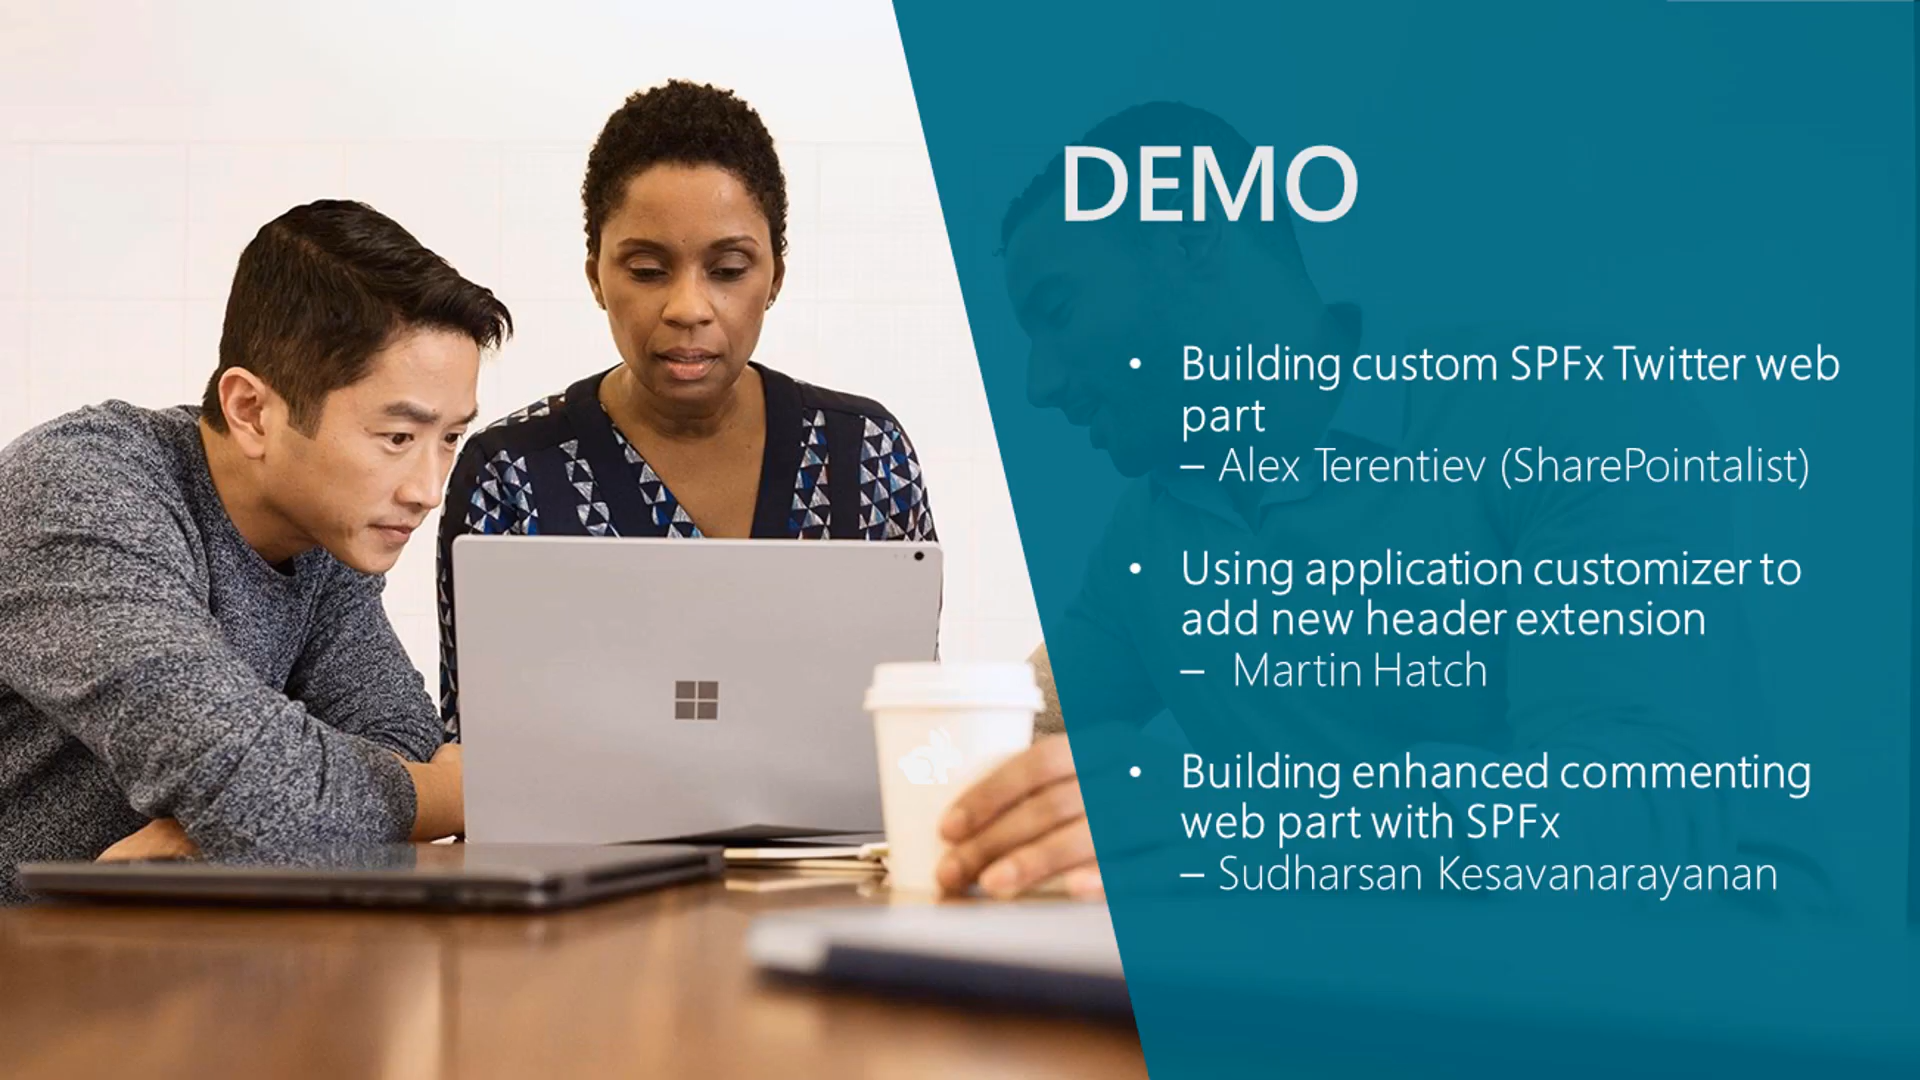 DEMO
• Building custom SPFx Twitter web
part
– Alex Terentiev (SharePointalist)
• Using application customizer to
add new header extension
– Martin Hatch
• Building enhanced commenting
web part with SPFx
– Sudharsan Kesavanarayanan